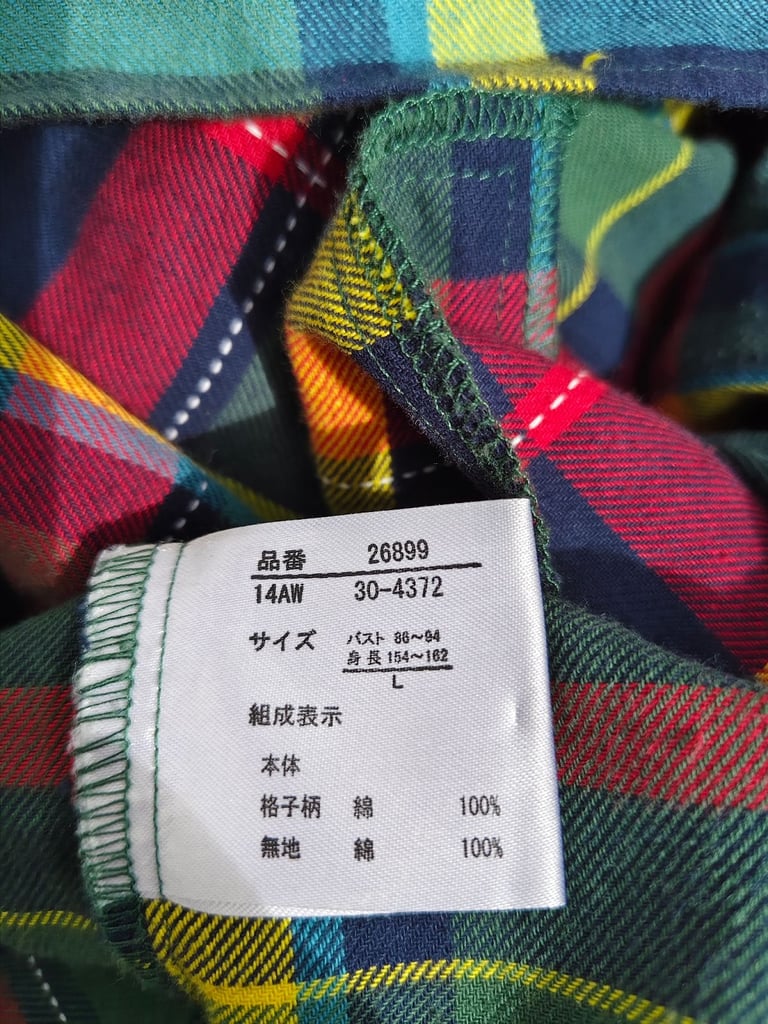 品番 26899
14AW 30-4372
サイズ バスト 86～94
身長 154～162
L
組成表示
本体
格子柄 綿 100%
無地 綿 100%